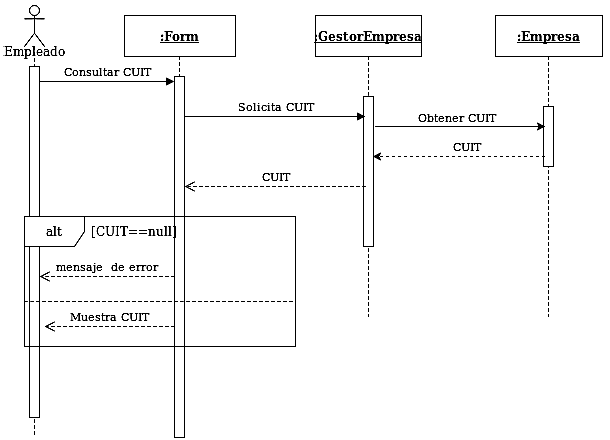 Empleado
:Form
:GestorEmpresa
:Empresa
Consultar CUIT
Solicita CUIT
Obtener CUIT
CUIT
CUIT
alt
[CUIT==null]
mensaje de error
Muestra CUIT